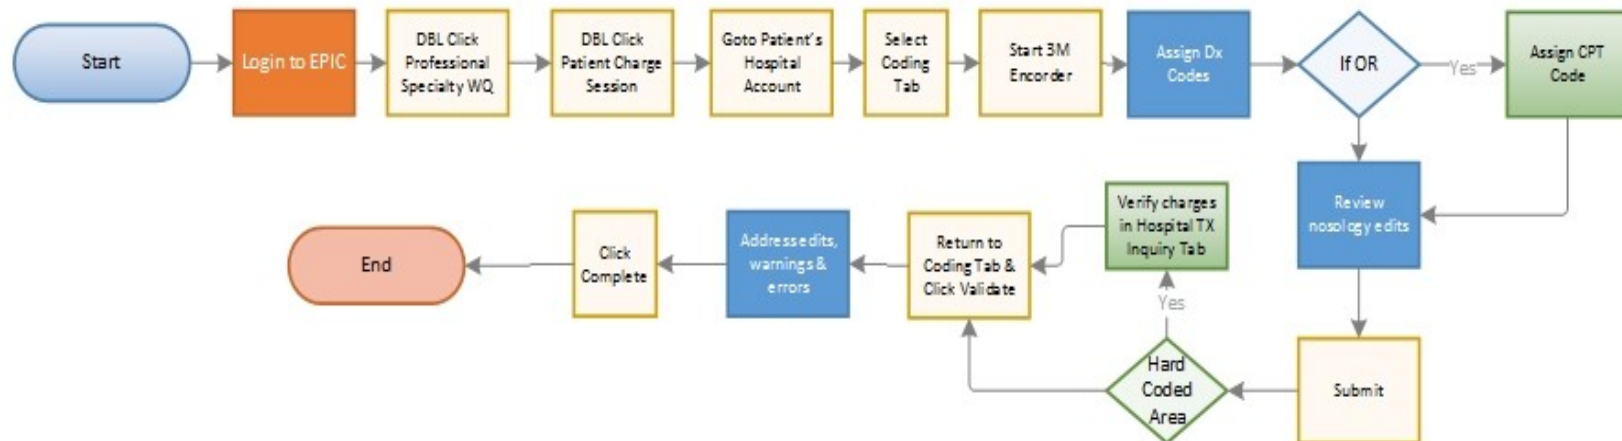 Start
Login to EPIC
DBL Click
Professional
Specialty WQ
DBL Click
Patient Charge
Session
Goto Patient's
Hospital
Account
Select
Coding
Tab
Start 3M
Encorder
Assign Dx
Codes
If OR
Yes
Assign CPT
Code
Review
nosology edits
Submit
Hard
Coded
Area
Yes
Verify charges
in Hospital TX
Inquiry Tab
Return to
Coding Tab &
Click Validate
Address edits,
warnings &
errors
Click
Complete
End